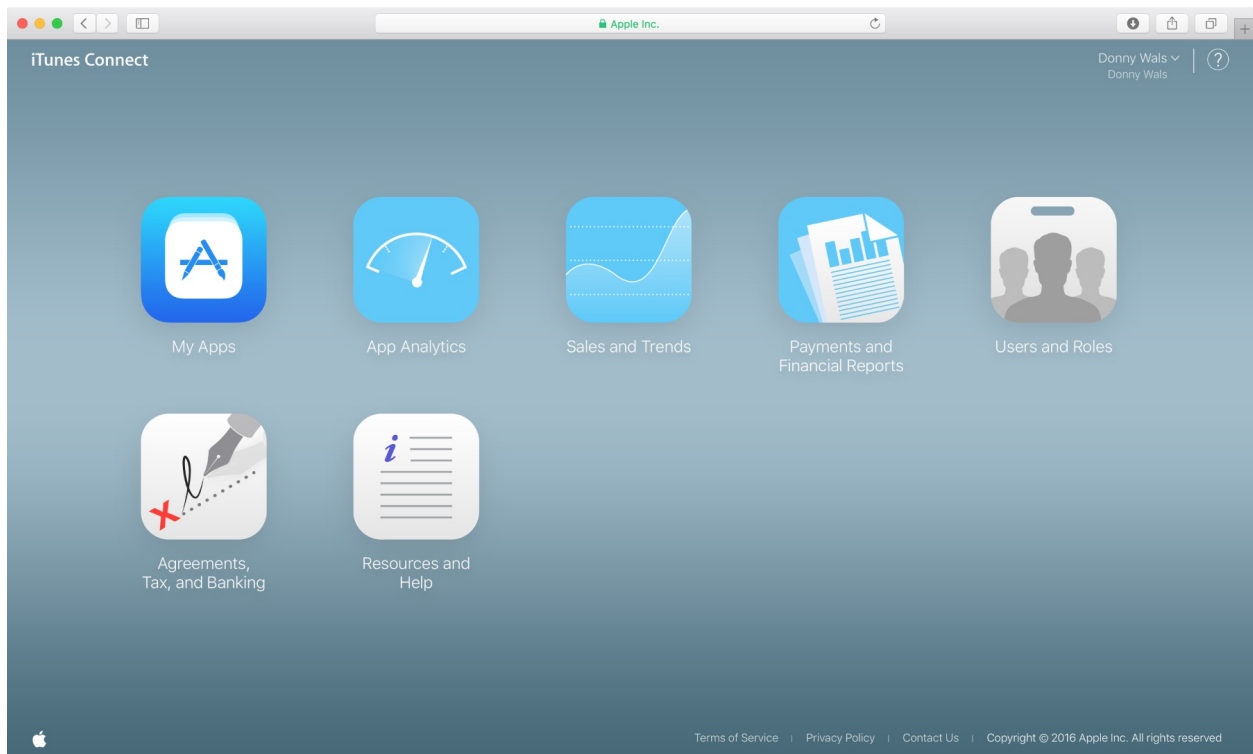 Apple Inc.
iTunes Connect
Donny Wals
Donny Wals
?
My Apps
App Analytics
Sales and Trends
Payments and
Financial Reports
Users and Roles
i
Agreements,
Tax, and Banking
Resources and
Help
Terms of Service | Privacy Policy | Contact Us | Copyright © 2016 Apple Inc. All rights reserved